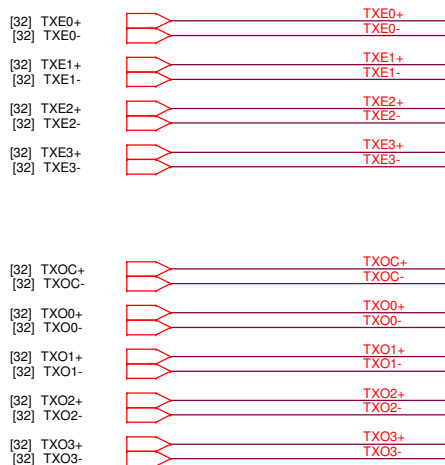 [32] TXE0+ TXE0+
[32] TXE0- TXE0-
[32] TXE1+ TXE1+
[32] TXE1- TXE1-
[32] TXE2+ TXE2+
[32] TXE2- TXE2-
[32] TXE3+ TXE3+
[32] TXE3- TXE3-
[32] TXOC+ TXOC+
[32] TXOC- TXOC-
[32] TXO0+ TXO0+
[32] TXO0- TXO0-
[32] TXO1+ TXO1+
[32] TXO1- TXO1-
[32] TXO2+ TXO2+
[32] TXO2- TXO2-
[32] TXO3+ TXO3+
[32] TXO3- TXO3-